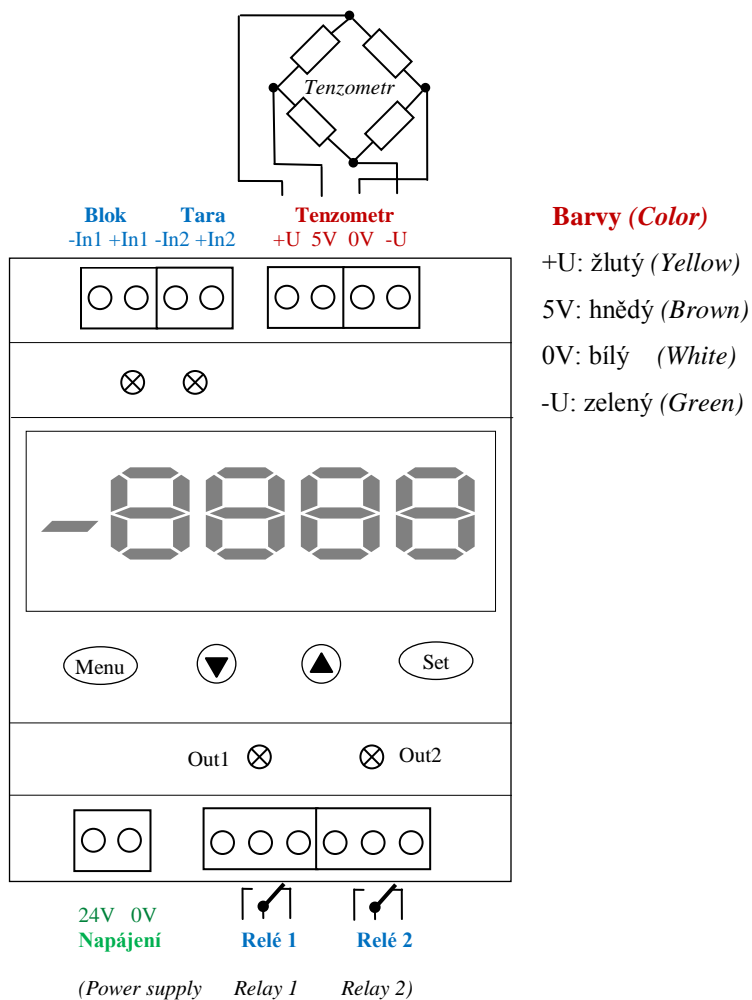 Tenzometr
Blok Tara Tenzometr
-In1 +In1 -In2 +In2 +U 5V 0V -U
Barvy (Color)
+U: žlutý (Yellow)
5V: hnědý (Brown)
0V: bílý (White)
-U: zelený (Green)
-8888
Menu Set
Out1 Out2
24V 0V
Napájení Relé 1 Relé 2
(Power supply Relay 1 Relay 2)